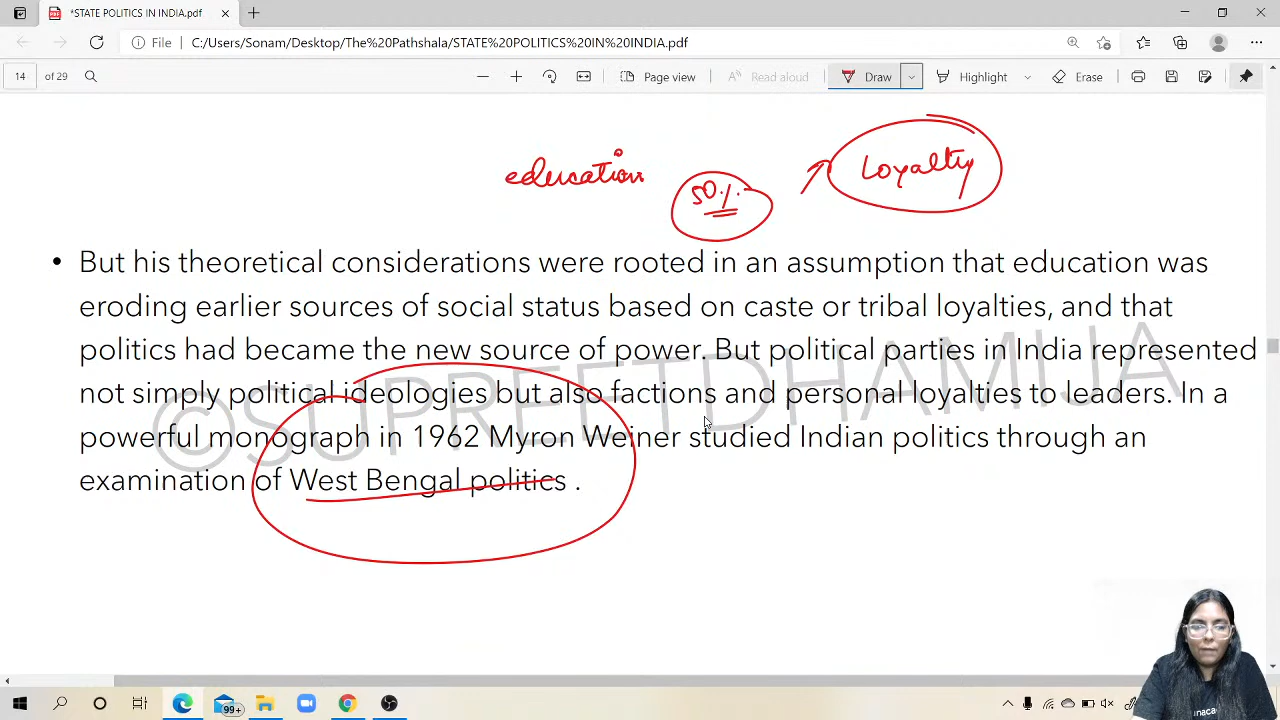 *STATE POLITICS IN INDIA.pdf
File C:/Users/Sonam/Desktop/The%20Pathshala/STATE%20POLITICS%20IN%20INDIA.pdf
14 of 29 Page view Read aloud Draw Highlight Erase
education 50% Loyalty
• But his theoretical considerations were rooted in an assumption that education was
eroding earlier sources of social status based on caste or tribal loyalties, and that
politics had became the new source of power. But political parties in India represented
not simply political ideologies but also factions and personal loyalties to leaders. In a
powerful monograph in 1962 Myron Weiner studied Indian politics through an
examination of West Bengal politics .
©SUPREETDHAMIJA
99+